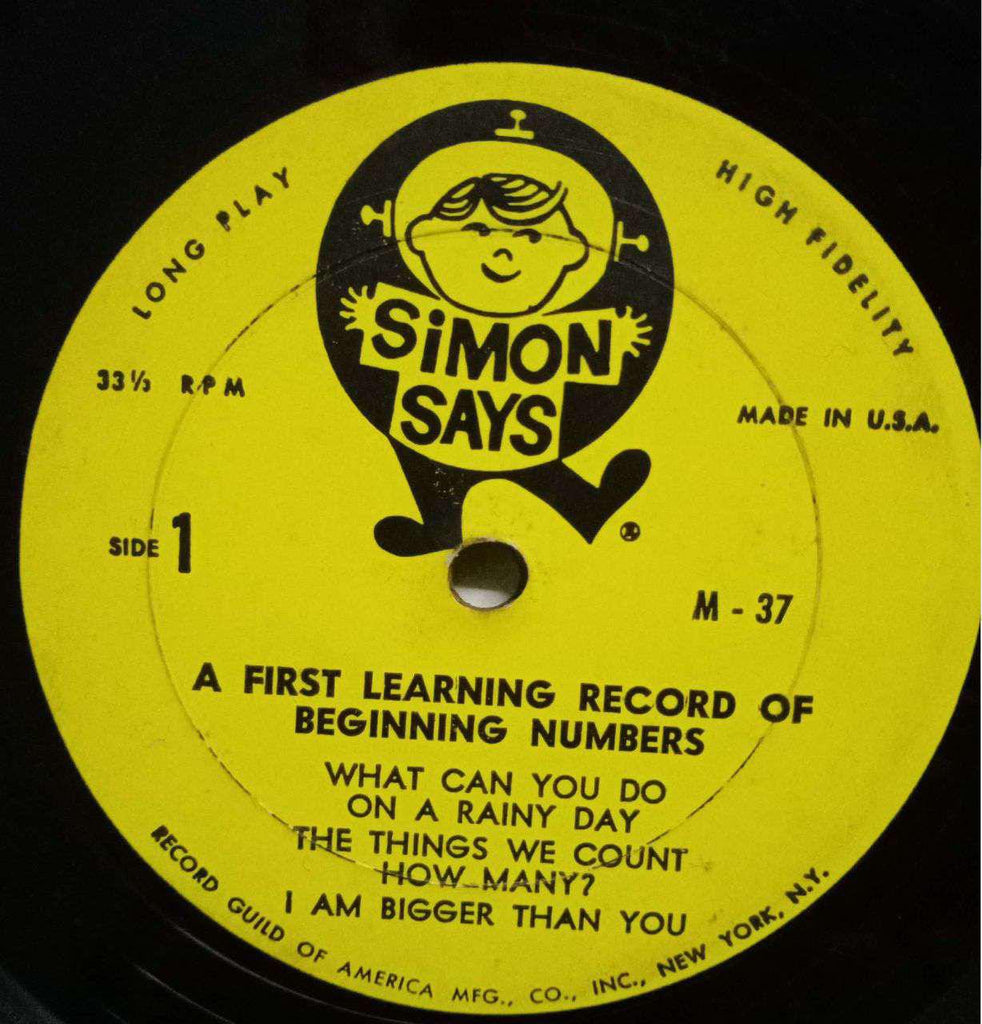 LONG PLAY
HIGH FIDELITY
SiMON
SAYS
33⅓ RPM
MADE IN U.S.A.
SIDE 1
M - 37
A FIRST LEARNING RECORD OF
BEGINNING NUMBERS
WHAT CAN YOU DO
ON A RAINY DAY
THE THINGS WE COUNT
HOW MANY?
I AM BIGGER THAN YOU
RECORD GUILD OF AMERICA MFG., CO., INC., NEW YORK, N.Y.